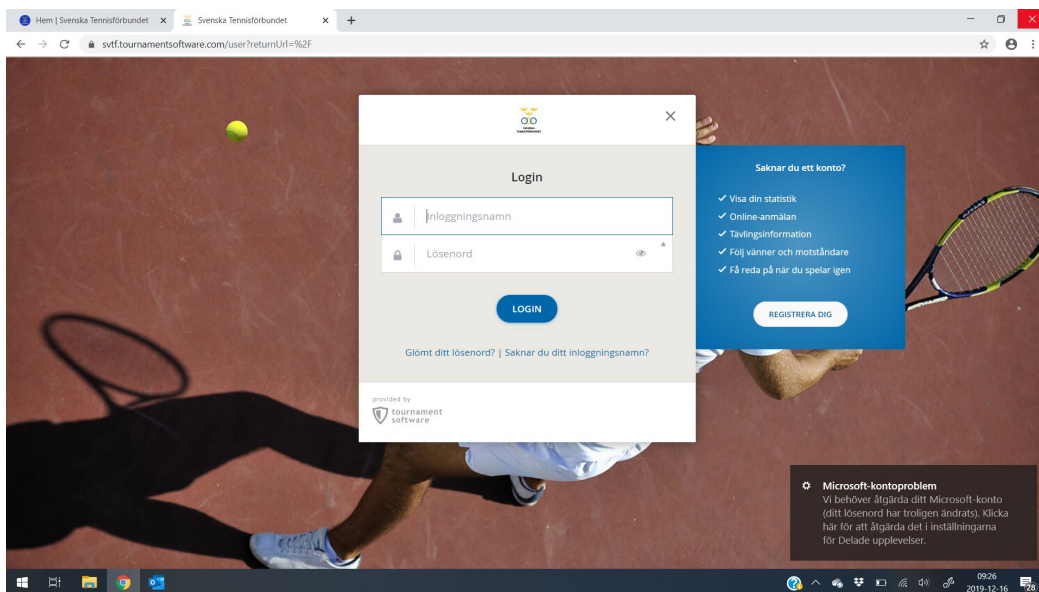 Hem | Svenska Tennisförbundet
Svenska Tennisförbundet
svtf.tournamentsoftware.com/user?returnUrl=%2F
SVENSKA
TENNISFÖRBUNDET
Login
Inloggningsnamn
Lösenord
*
LOGIN
Glömt ditt lösenord? | Saknar du ditt inloggningsnamn?
provided by
tournament
software
Saknar du ett konto?
Visa din statistik
Online-anmälan
Tävlingsinformation
Följ vänner och motståndare
Få reda på när du spelar igen
REGISTRERA DIG
Microsoft-kontoproblem
Vi behöver åtgärda ditt Microsoft-konto
(ditt lösenord har troligen ändrats). Klicka
här för att åtgärda det i inställningarna
för Delade upplevelser.
09:26
2019-12-16
28